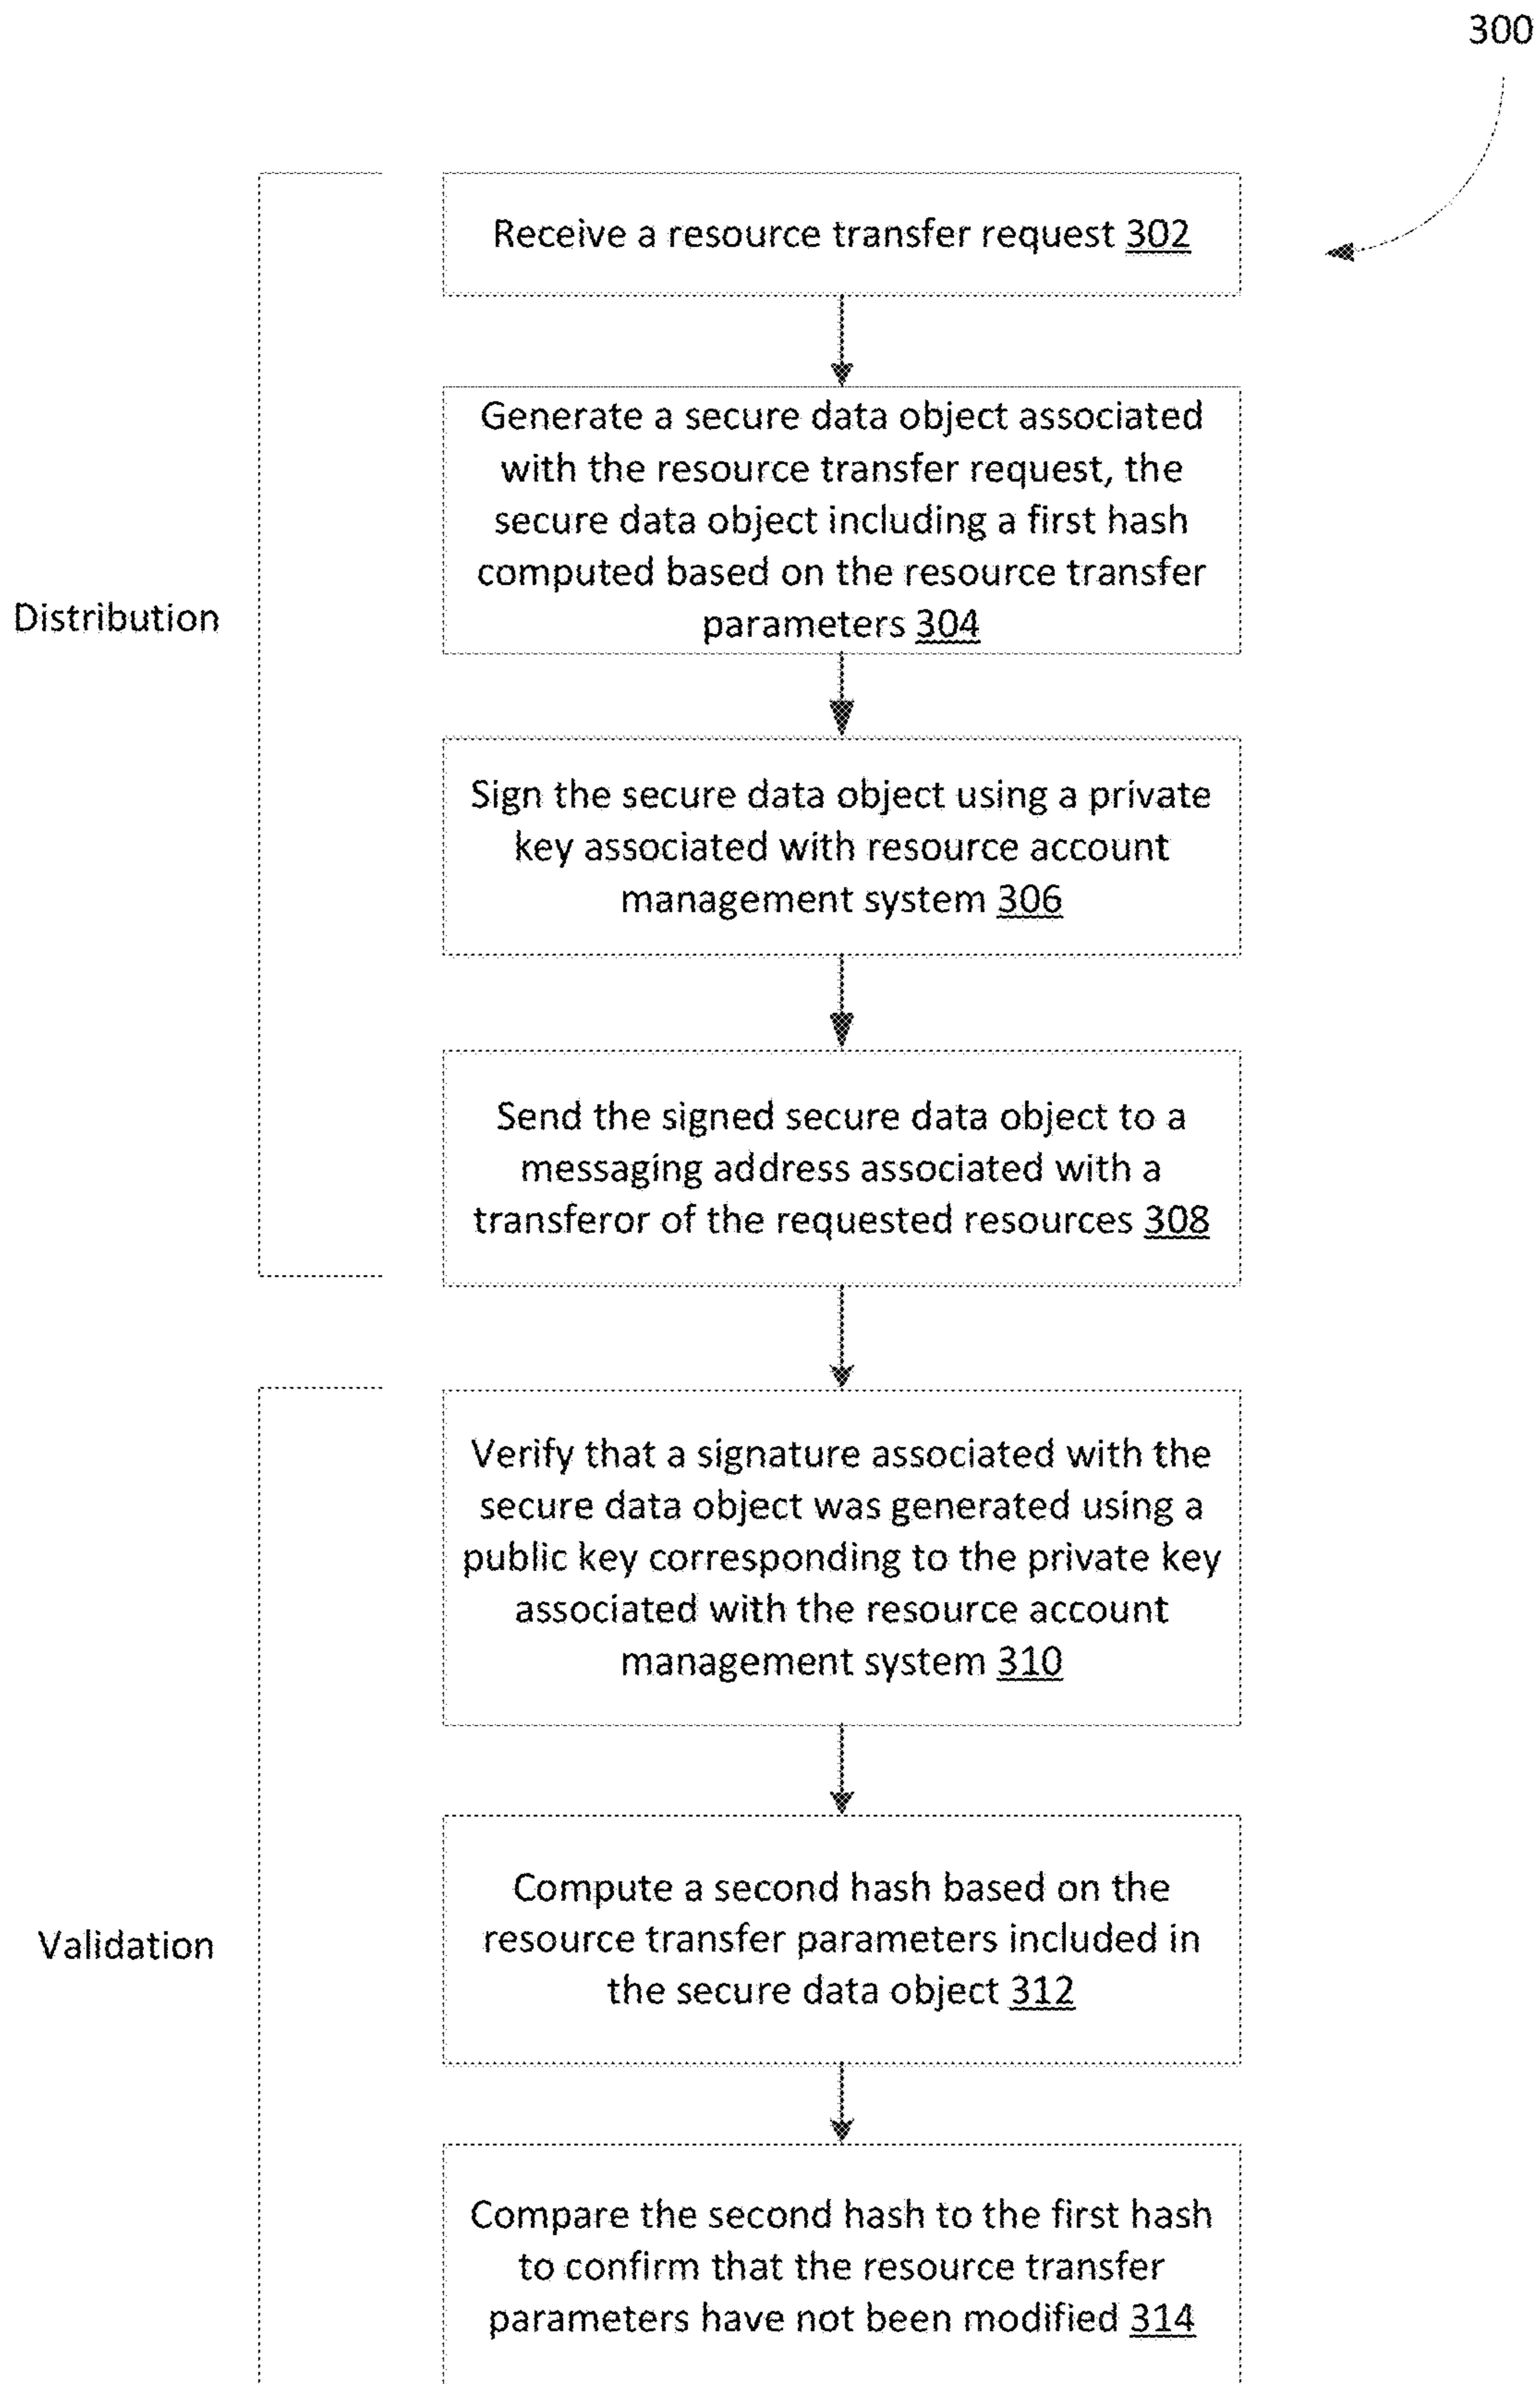 300
Receive a resource transfer request 302
Generate a secure data object associated
with the resource transfer request, the
secure data object including a first hash
computed based on the resource transfer
parameters 304
Distribution
Sign the secure data object using a private
key associated with resource account
management system 306
Send the signed secure data object to a
messaging address associated with a
transferor of the requested resources 308
Verify that a signature associated with the
secure data object was generated using a
public key corresponding to the private key
associated with the resource account
management system 310
Compute a second hash based on the
resource transfer parameters included in
the secure data object 312
Validation
Compare the second hash to the first hash
to confirm that the resource transfer
parameters have not been modified 314